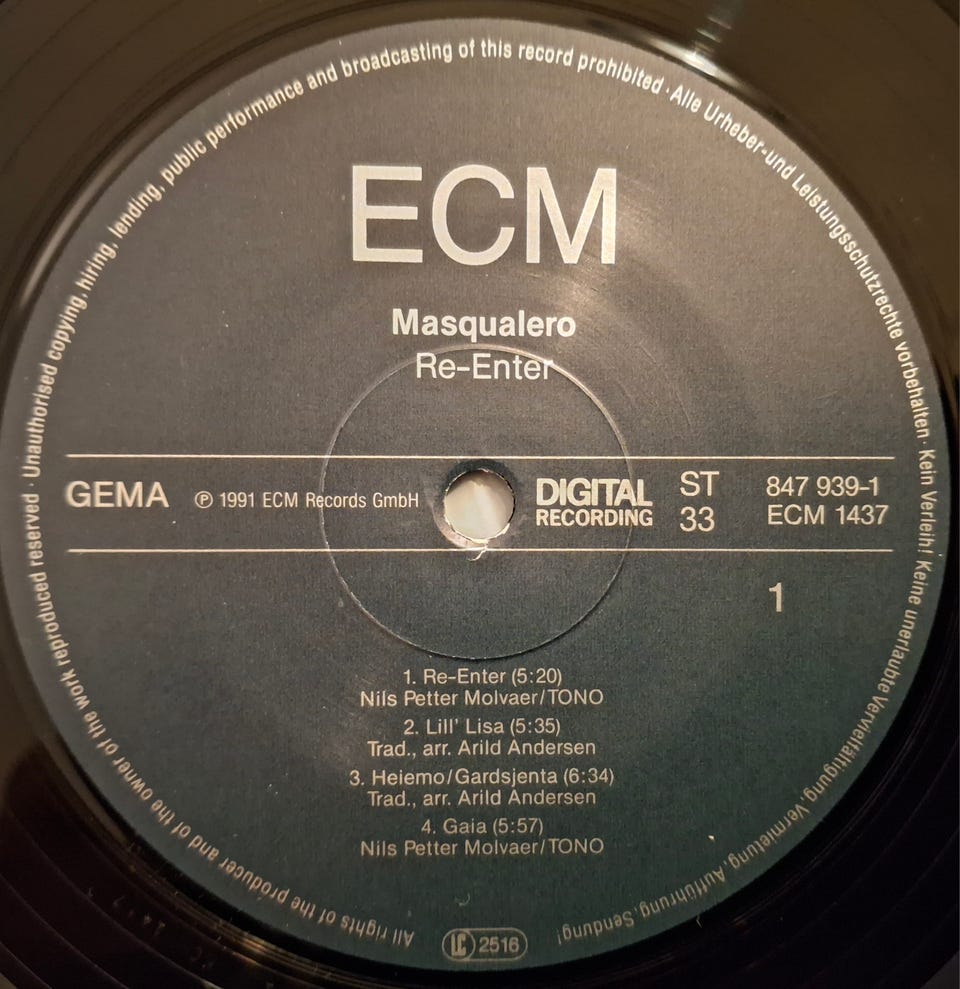 All rights of the producer and of the owner of the work reproduced reserved · Unauthorised copying, hiring, lending, public performance and broadcasting of this record prohibited · Alle Urheber-und Leistungsschutzrechte vorbehalten · Kein Verleih! Keine unerlaubte Vervielfältigung, Vermietung, Aufführung, Sendung!
ECM
Masqualero
Re-Enter
GEMA ℗ 1991 ECM Records GmbH DIGITAL RECORDING ST 33 847 939-1 ECM 1437
1
1. Re-Enter (5:20)
Nils Petter Molvaer/TONO
2. Lill' Lisa (5:35)
Trad., arr. Arild Andersen
3. Heiemo/Gardsjenta (6:34)
Trad., arr. Arild Andersen
4. Gaia (5:57)
Nils Petter Molvaer/TONO
LC 2516